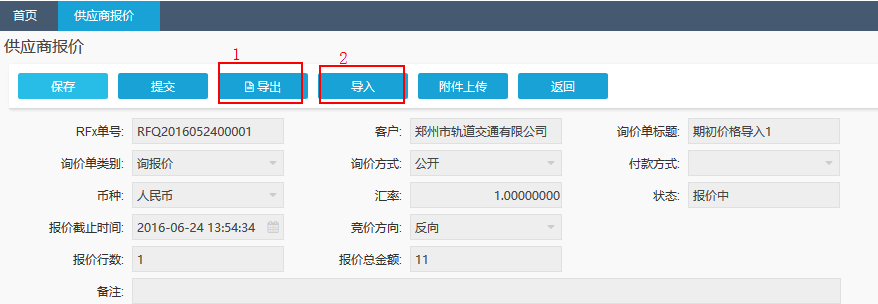 首页 供应商报价
供应商报价
1 2
保存 提交 导出 导入 附件上传 返回
RFx单号: RFQ2016052400001 客户: 郑州市轨道交通有限公司 询价单标题: 期初价格导入1
询价单类别: 询报价 询价方式: 公开 付款方式:
币种: 人民币 汇率: 1.00000000 状态: 报价中
报价截止时间: 2016-06-24 13:54:34 竞价方向: 反向
报价行数: 1 报价总金额: 11
备注: